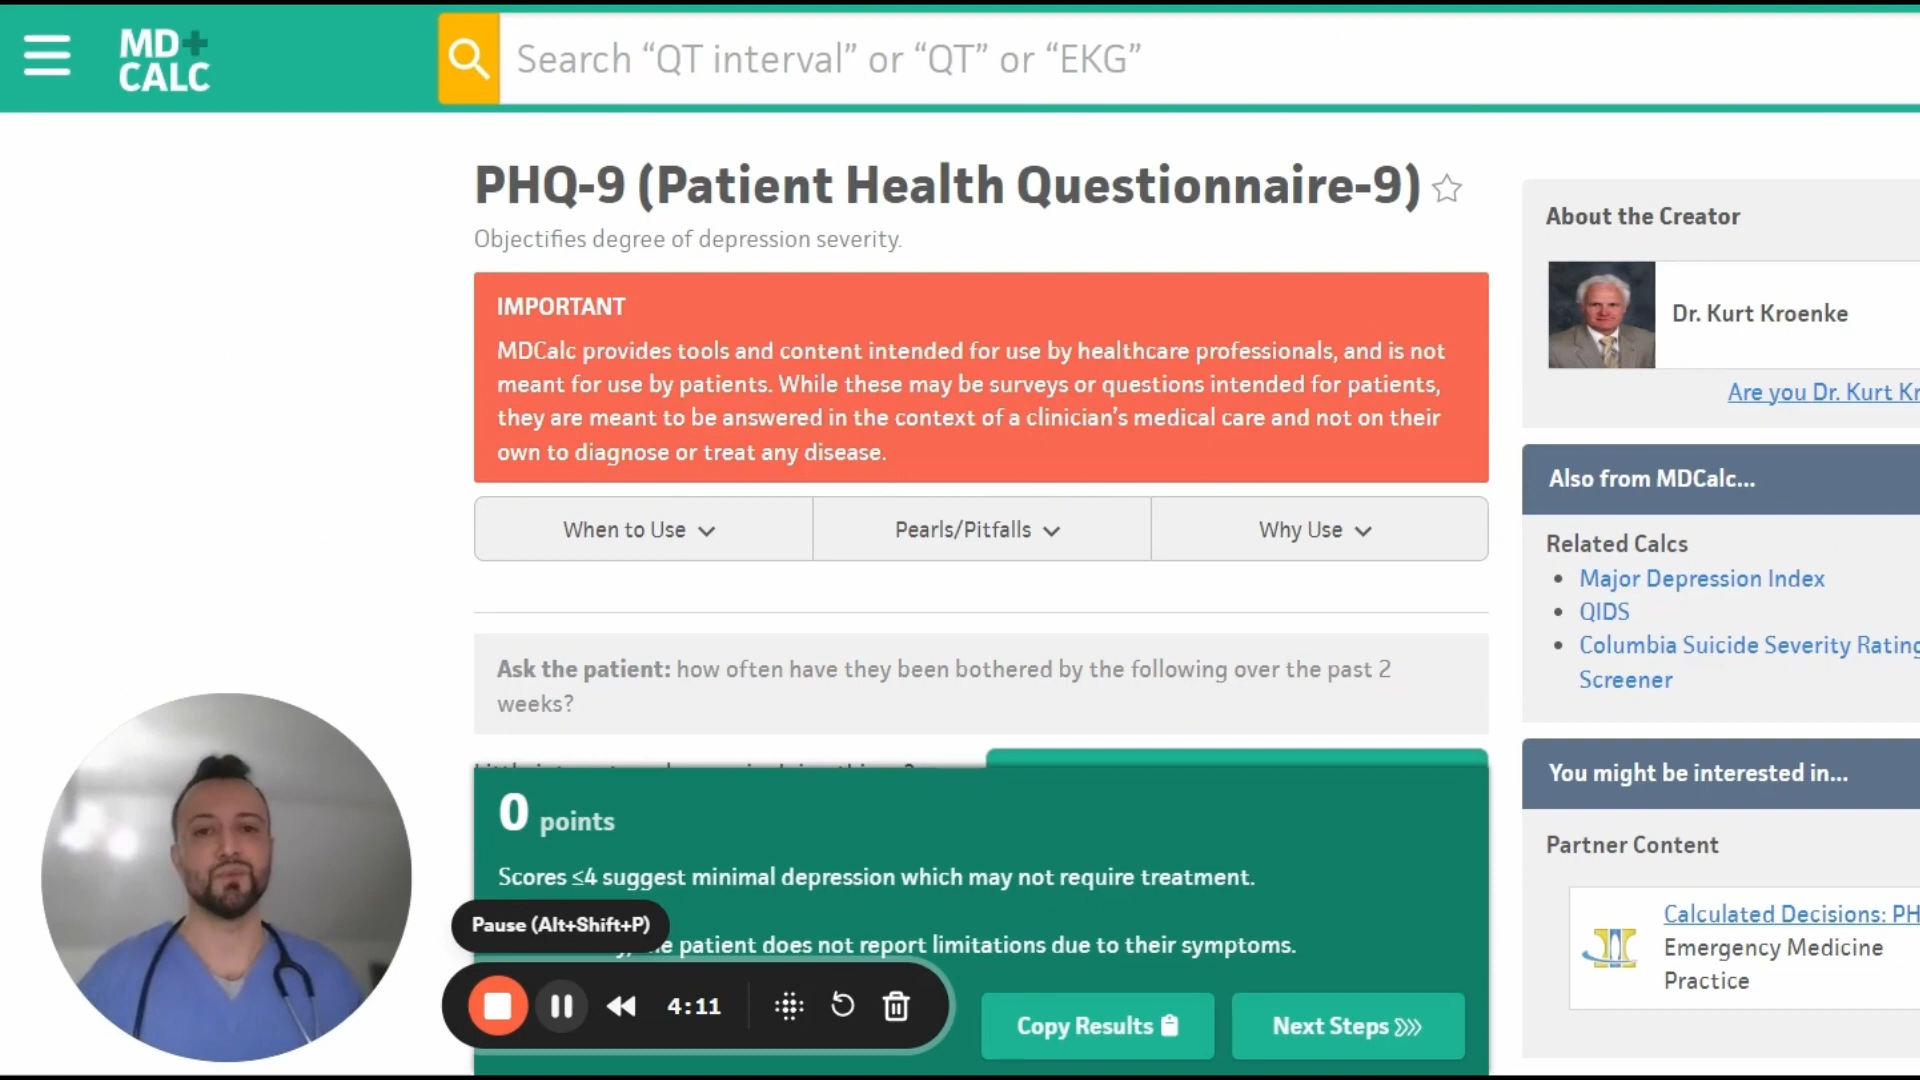 MD+
CALC
Search “QT interval” or “QT” or “EKG”
PHQ-9 (Patient Health Questionnaire-9)
Objectifies degree of depression severity.
IMPORTANT
MDCalc provides tools and content intended for use by healthcare professionals, and is not
meant for use by patients. While these may be surveys or questions intended for patients,
they are meant to be answered in the context of a clinician’s medical care and not on their
own to diagnose or treat any disease.
When to Use
Pearls/Pitfalls
Why Use
Ask the patient: how often have they been bothered by the following over the past 2
weeks?
0 points
Scores ≤4 suggest minimal depression which may not require treatment.
patient does not report limitations due to their symptoms.
Pause (Alt+Shift+P)
4:11
Copy Results
Next Steps
About the Creator
Dr. Kurt Kroenke
Are you Dr. Kurt Kr
Also from MDCalc...
Related Calcs
Major Depression Index
QIDS
Columbia Suicide Severity Rating
Screener
You might be interested in...
Partner Content
Calculated Decisions: PH
Emergency Medicine
Practice